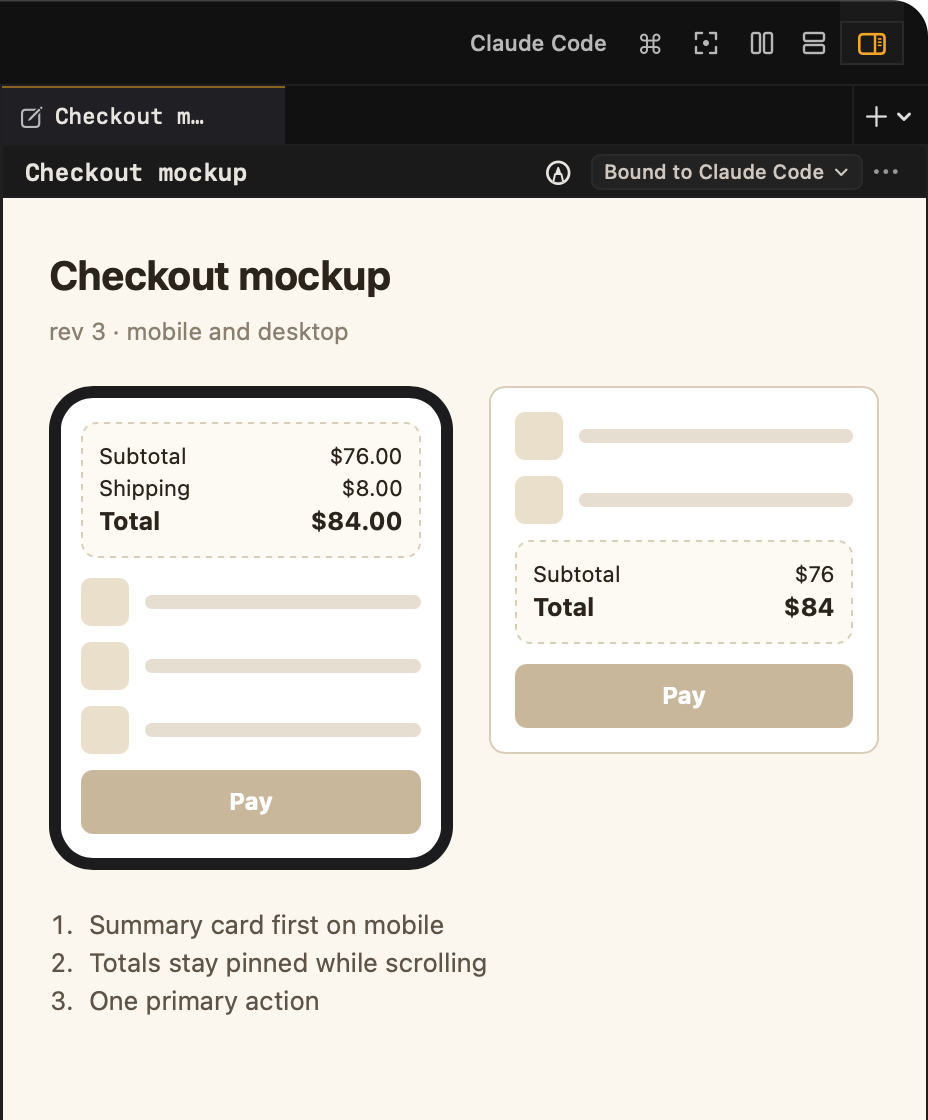 Claude Code
Checkout m…
Checkout mockup
Bound to Claude Code
Checkout mockup
rev 3 · mobile and desktop
Subtotal $76.00
Shipping $8.00
Total $84.00
Pay
Subtotal $76
Total $84
Pay
1. Summary card first on mobile
2. Totals stay pinned while scrolling
3. One primary action